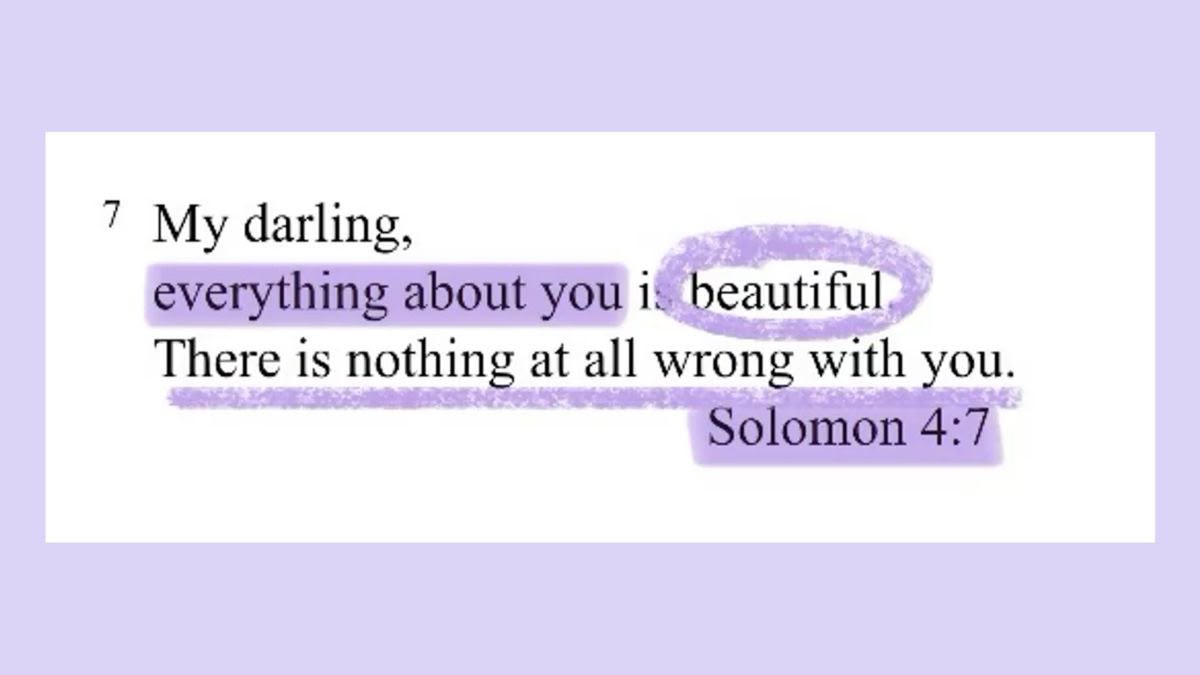 7 My darling,
everything about you is beautiful.
There is nothing at all wrong with you.
Solomon 4:7